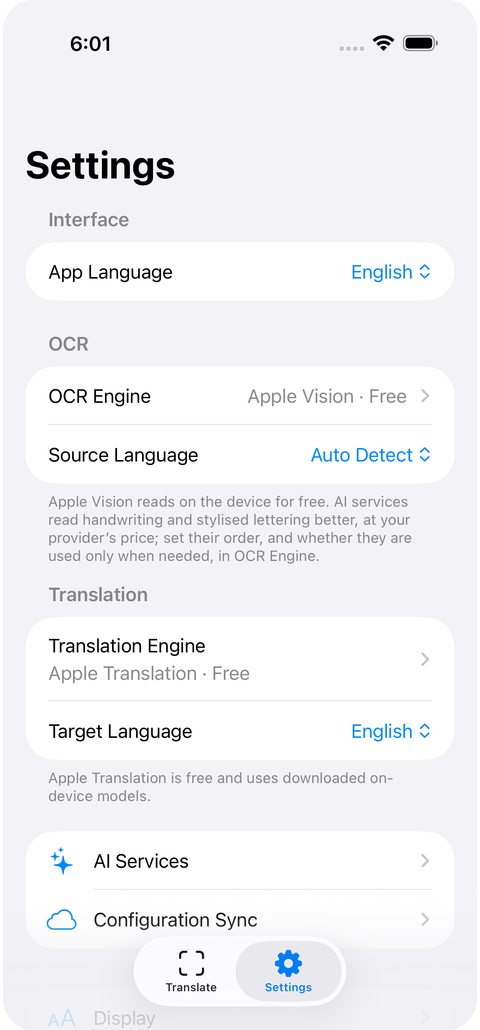 6:01
Settings
Interface
App Language English
OCR
OCR Engine Apple Vision · Free
Source Language Auto Detect
Apple Vision reads on the device for free. AI services
read handwriting and stylised lettering better, at your
provider’s price; set their order, and whether they are
used only when needed, in OCR Engine.
Translation
Translation Engine
Apple Translation · Free
Target Language English
Apple Translation is free and uses downloaded on-
device models.
AI Services
Configuration Sync
AA Display
Translate Settings